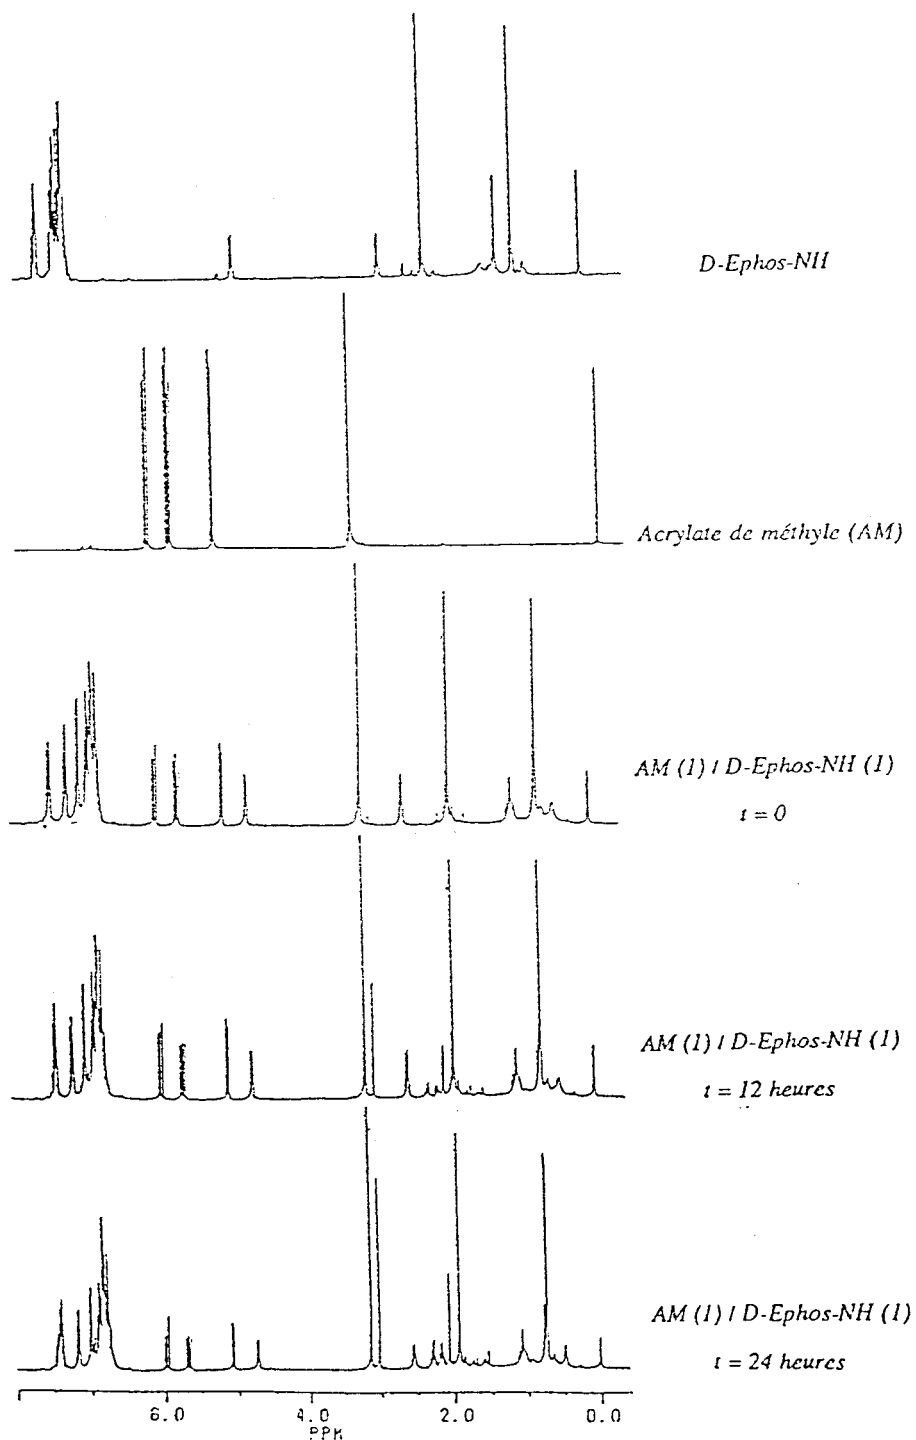 D-Ephos-NH
Acrylate de méthyle (AM)
AM (1) / D-Ephos-NH (1)
t = 0
AM (1) / D-Ephos-NH (1)
t = 12 heures
AM (1) / D-Ephos-NH (1)
t = 24 heures
6.0 4.0 2.0 0.0
PPM